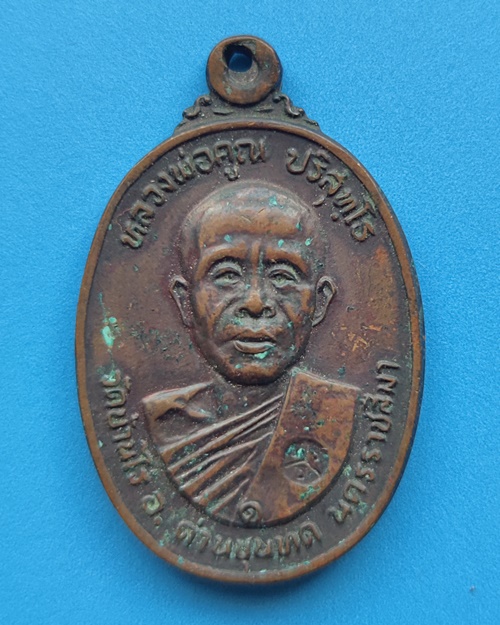 หลวงพ่อคูณ ปริสุทฺโธ
๑
วัดบ้านไร่ อ. ด่านขุนทด นครราชสีมา